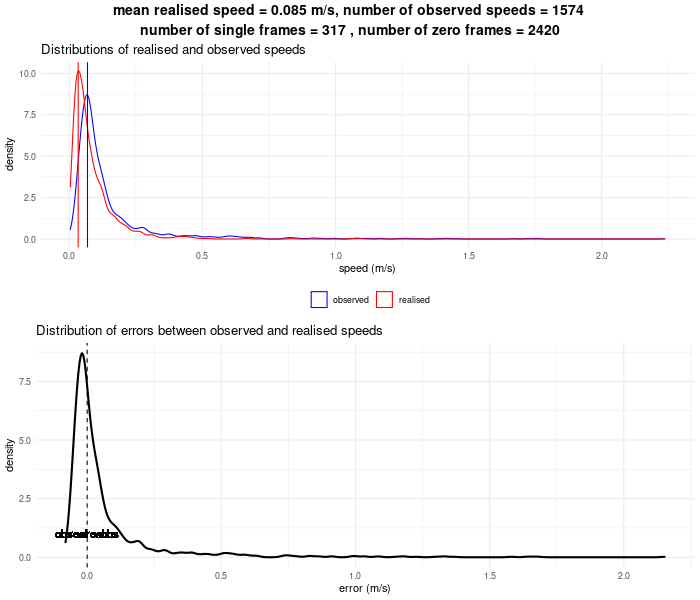 mean realised speed = 0.085 m/s, number of observed speeds = 1574
number of single frames = 317 , number of zero frames = 2420
Distributions of realised and observed speeds
density
10.0
7.5
5.0
2.5
0.0
0.0 0.5 1.0 1.5 2.0
speed (m/s)
observed realised
Distribution of errors between observed and realised speeds
density
7.5
5.0
2.5
0.0
0.0 0.5 1.0 1.5 2.0
error (m/s)